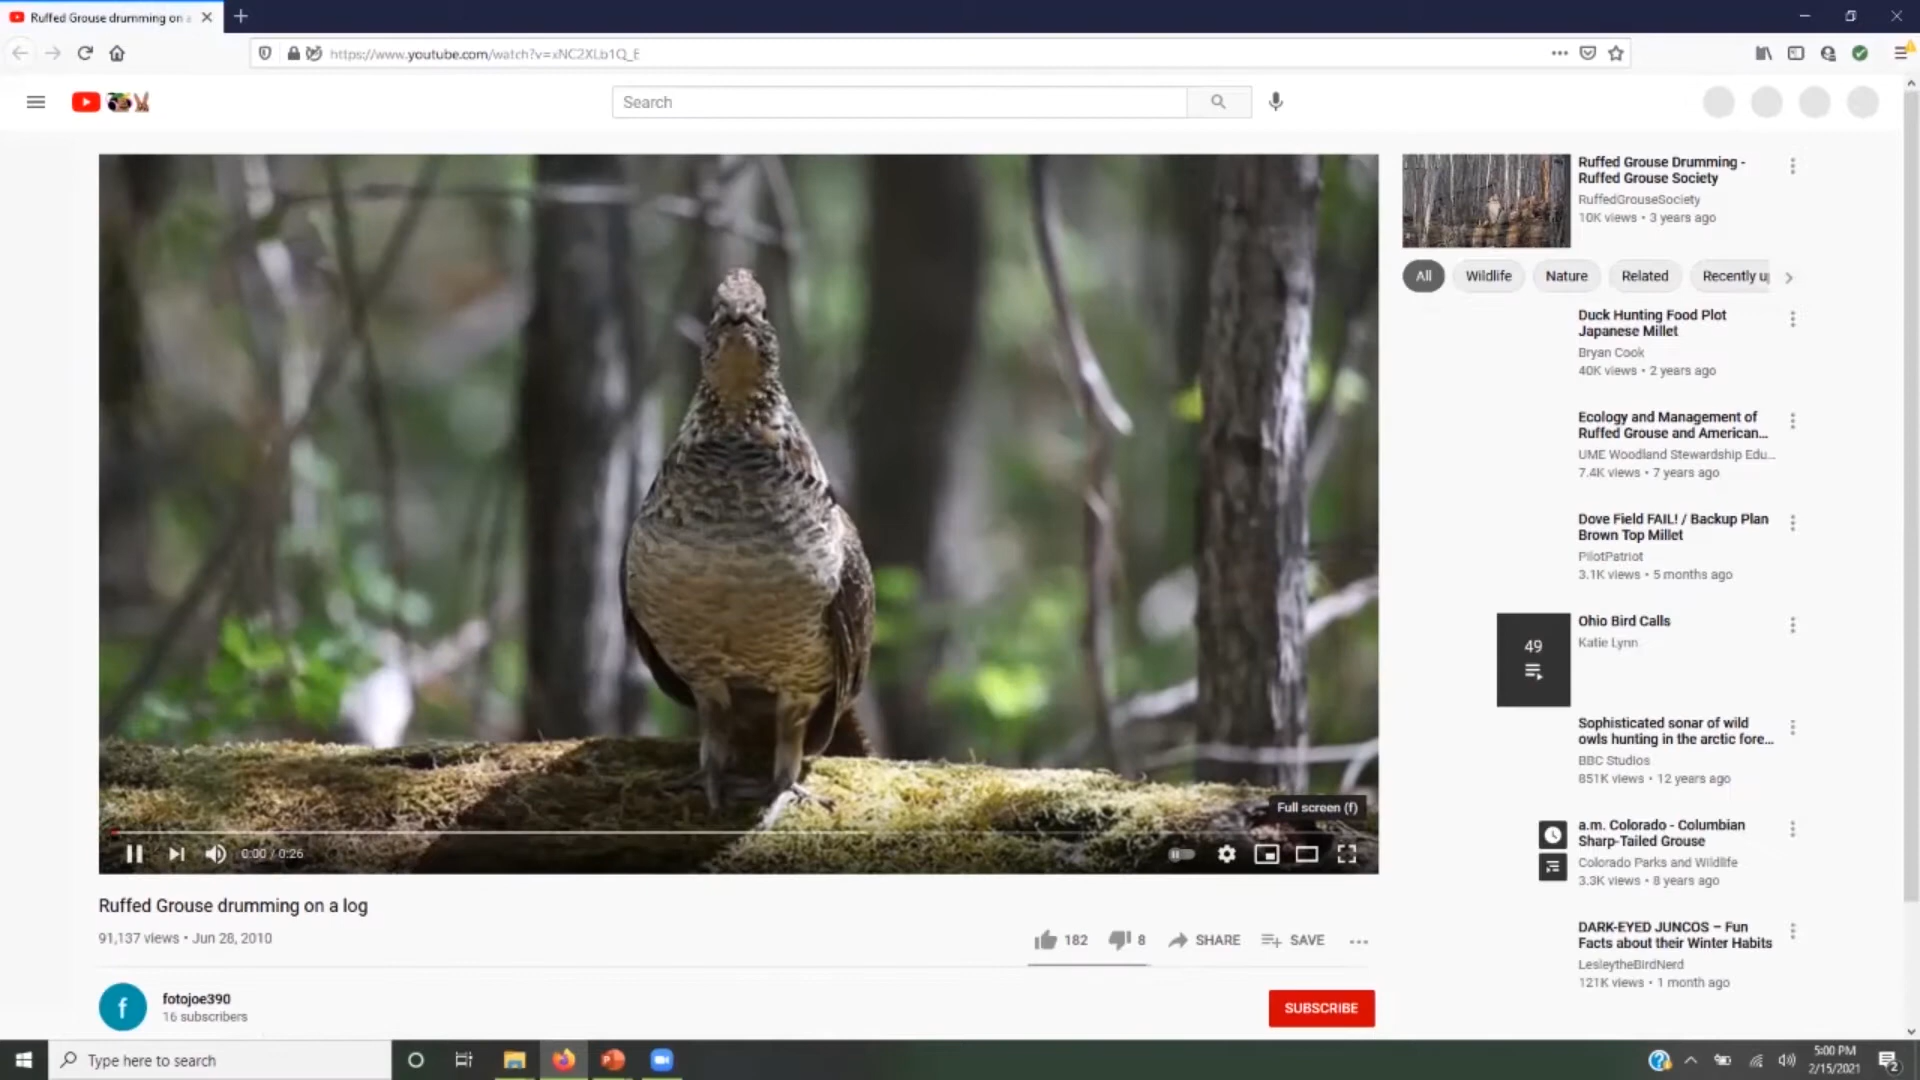 Ruffed Grouse drumming on a
https://www.youtube.com/watch?v=xNC2XLb1Q_E
Search
Ruffed Grouse Drumming -
Ruffed Grouse Society
RuffedGrouseSociety
10K views • 3 years ago
All
Wildlife
Nature
Related
Recently u
Duck Hunting Food Plot
Japanese Millet
Bryan Cook
40K views • 2 years ago
Ecology and Management of
Ruffed Grouse and American...
UME Woodland Stewardship Edu...
7.4K views • 7 years ago
Dove Field FAIL! / Backup Plan
Brown Top Millet
PilotPatriot
3.1K views • 5 months ago
49
Ohio Bird Calls
Katie Lynn
Sophisticated sonar of wild
owls hunting in the arctic fore...
BBC Studios
851K views • 12 years ago
a.m. Colorado - Columbian
Sharp-Tailed Grouse
Colorado Parks and Wildlife
3.3K views • 8 years ago
DARK-EYED JUNCOS – Fun
Facts about their Winter Habits
LesleytheBirdNerd
121K views • 1 month ago
Full screen (f)
0:00 / 0:26
Ruffed Grouse drumming on a log
91,137 views • Jun 28, 2010
182
8
SHARE
SAVE
f
fotojoe390
16 subscribers
SUBSCRIBE
Type here to search
5:00 PM
2/15/2021
2